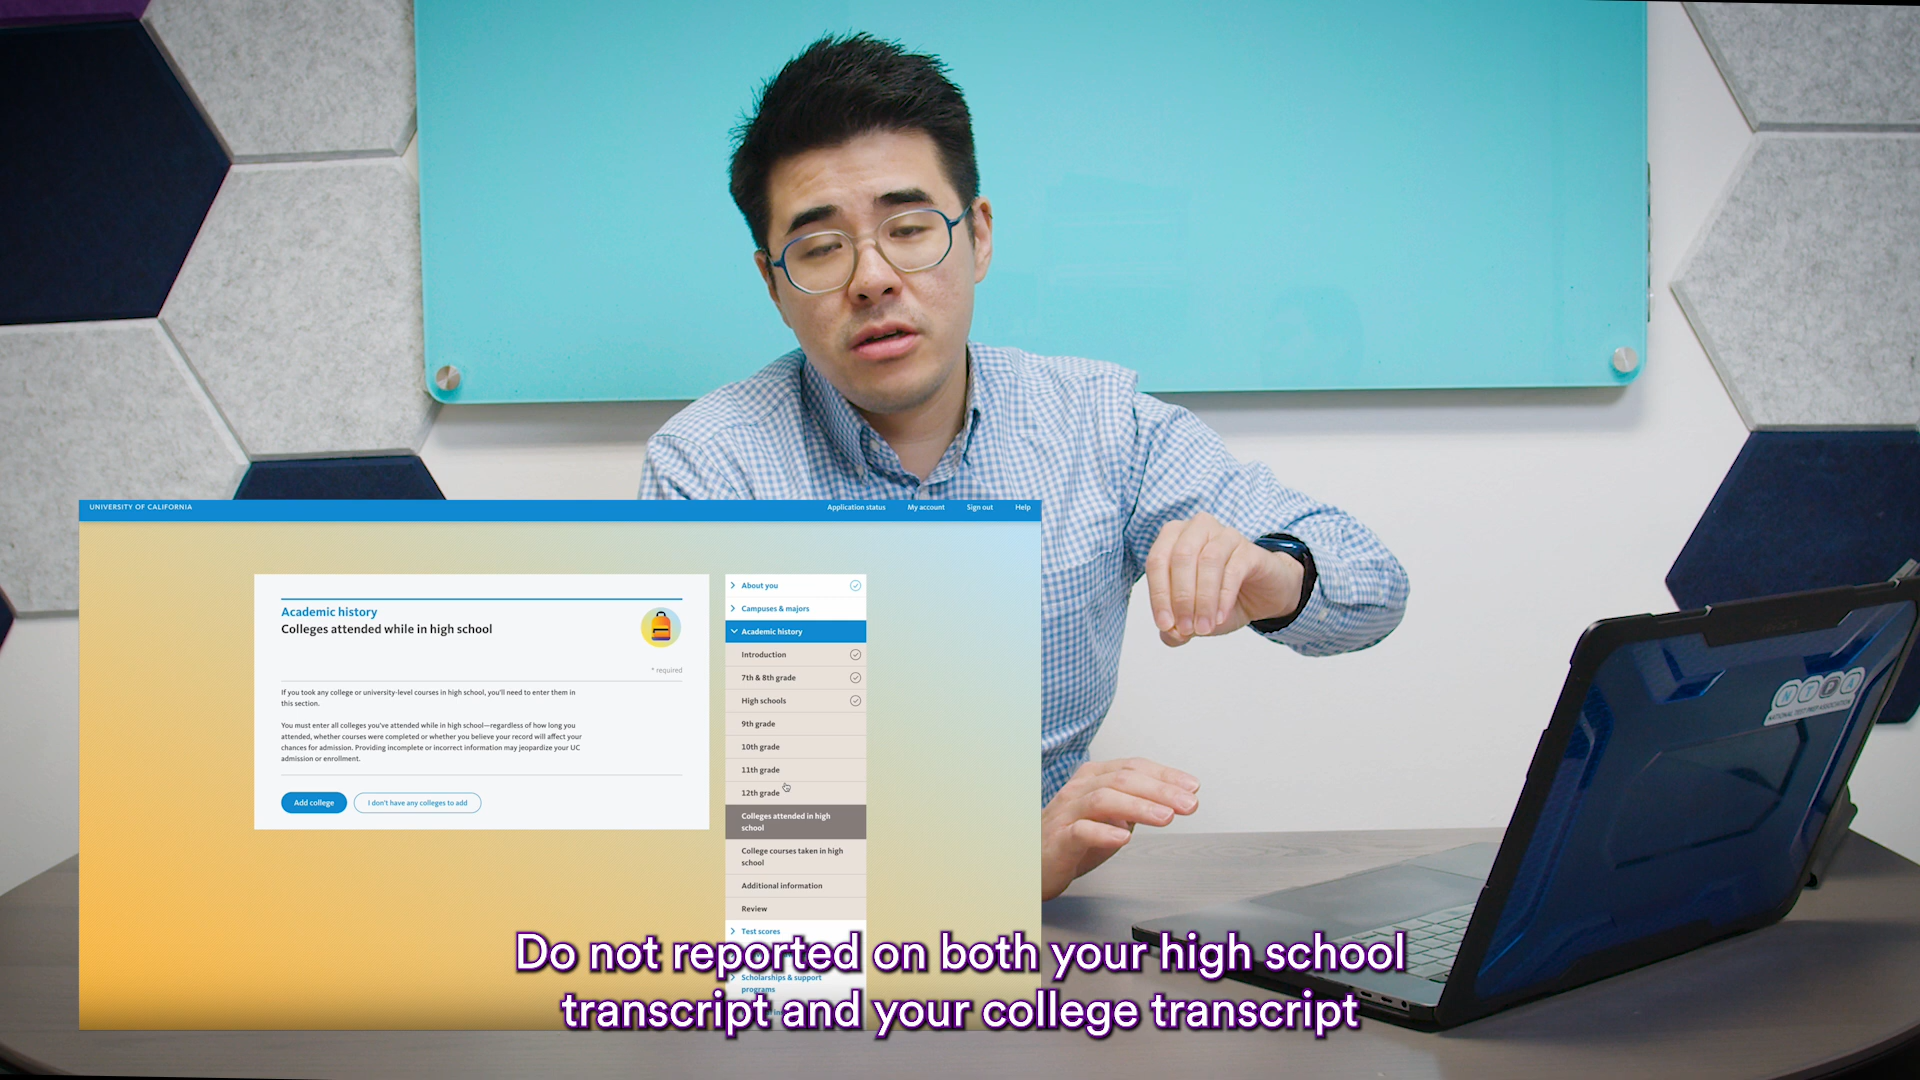 UNIVERSITY OF CALIFORNIA
Application status
My account
Sign out
Help
Academic history
Colleges attended while in high school
* required
If you took any college or university-level courses in high school, you'll need to enter them in
this section.
You must enter all colleges you've attended while in high school—regardless of how long you
attended, whether courses were completed or whether you believe your record will affect your
chances for admission. Providing incomplete or incorrect information may jeopardize your UC
admission or enrollment.
Add college
I don't have any colleges to add
About you
Campuses & majors
Academic history
Introduction
7th & 8th grade
High schools
9th grade
10th grade
11th grade
12th grade
Colleges attended in high
school
College courses taken in high
school
Additional information
Review
Test scores
Scholarships & support
programs
NTPA
NATIONAL TEST PREP ASSOCIATION
Do not reported on both your high school
transcript and your college transcript